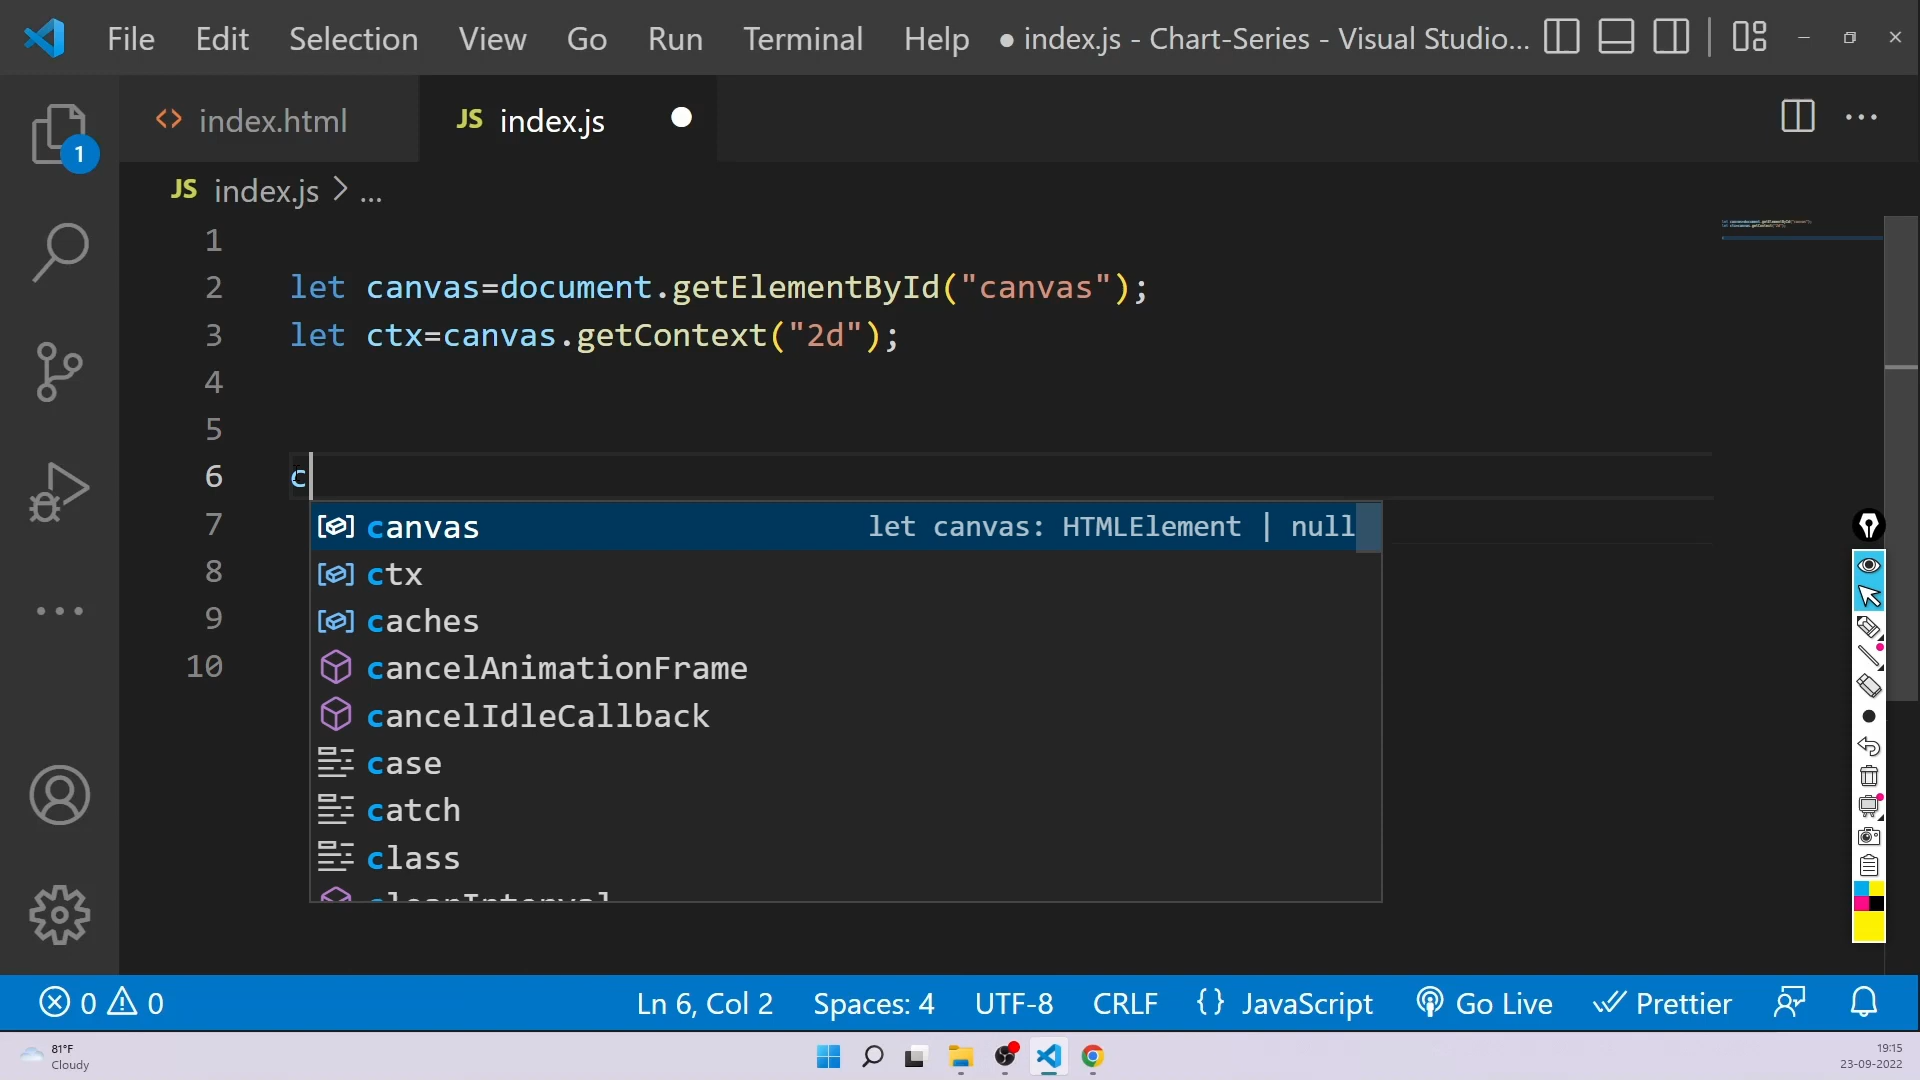 File Edit Selection View Go Run Terminal Help ● index.js - Chart-Series - Visual Studio...
<> index.html JS index.js ●
JS index.js > ...
1
2 let canvas=document.getElementById("canvas");
3 let ctx=canvas.getContext("2d");
4
5
6 c
7 canvas let canvas: HTMLElement | null
8 ctx
9 caches
10 cancelAnimationFrame
cancelIdleCallback
case
catch
class
clearInterval
1
0 0 Ln 6, Col 2 Spaces: 4 UTF-8 CRLF {} JavaScript Go Live Prettier
81°F
Cloudy
19:15
23-09-2022